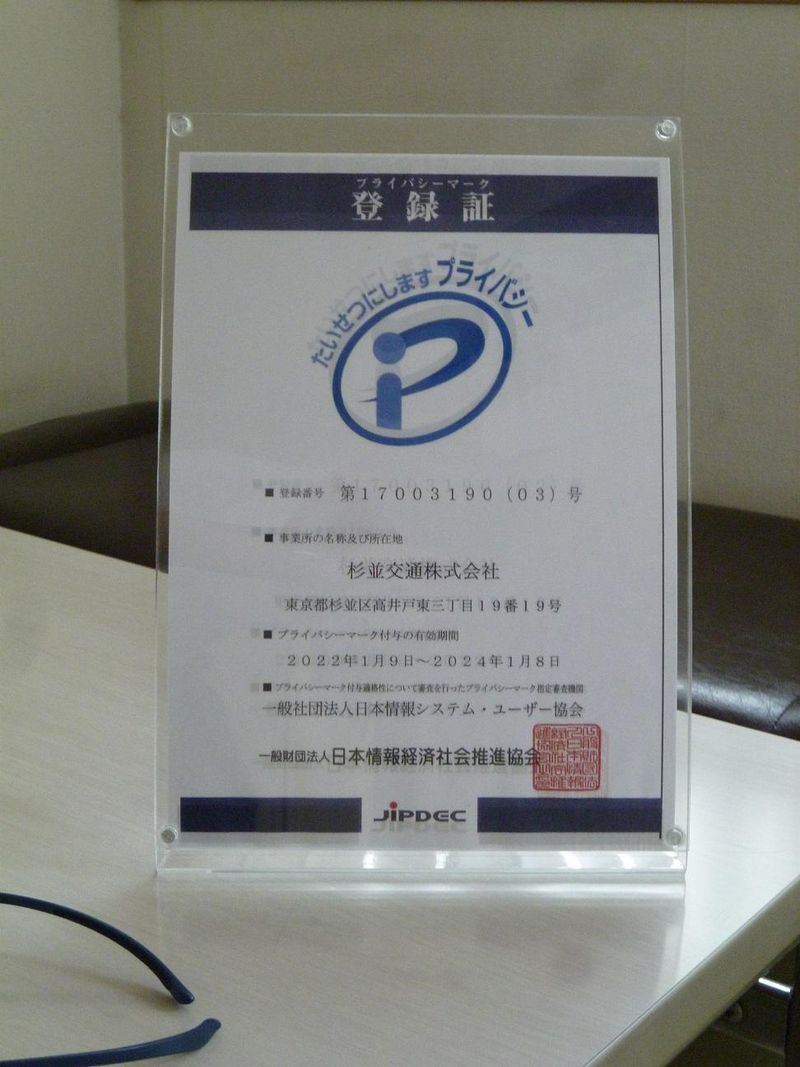 プライバシーマーク
登録証
たいせつにしますプライバシー
■ 登録番号 第１７００３１９０（０３）号
■ 事業所の名称及び所在地
杉並交通株式会社
東京都杉並区高井戸東三丁目１９番１９号
■ プライバシーマーク付与の有効期間
２０２２年１月９日～２０２４年１月８日
■ プライバシーマーク付与適格性について審査を行ったプライバシーマーク指定審査機関
一般社団法人日本情報システム・ユーザー協会
一般財団法人日本情報経済社会推進協会
JIPDEC